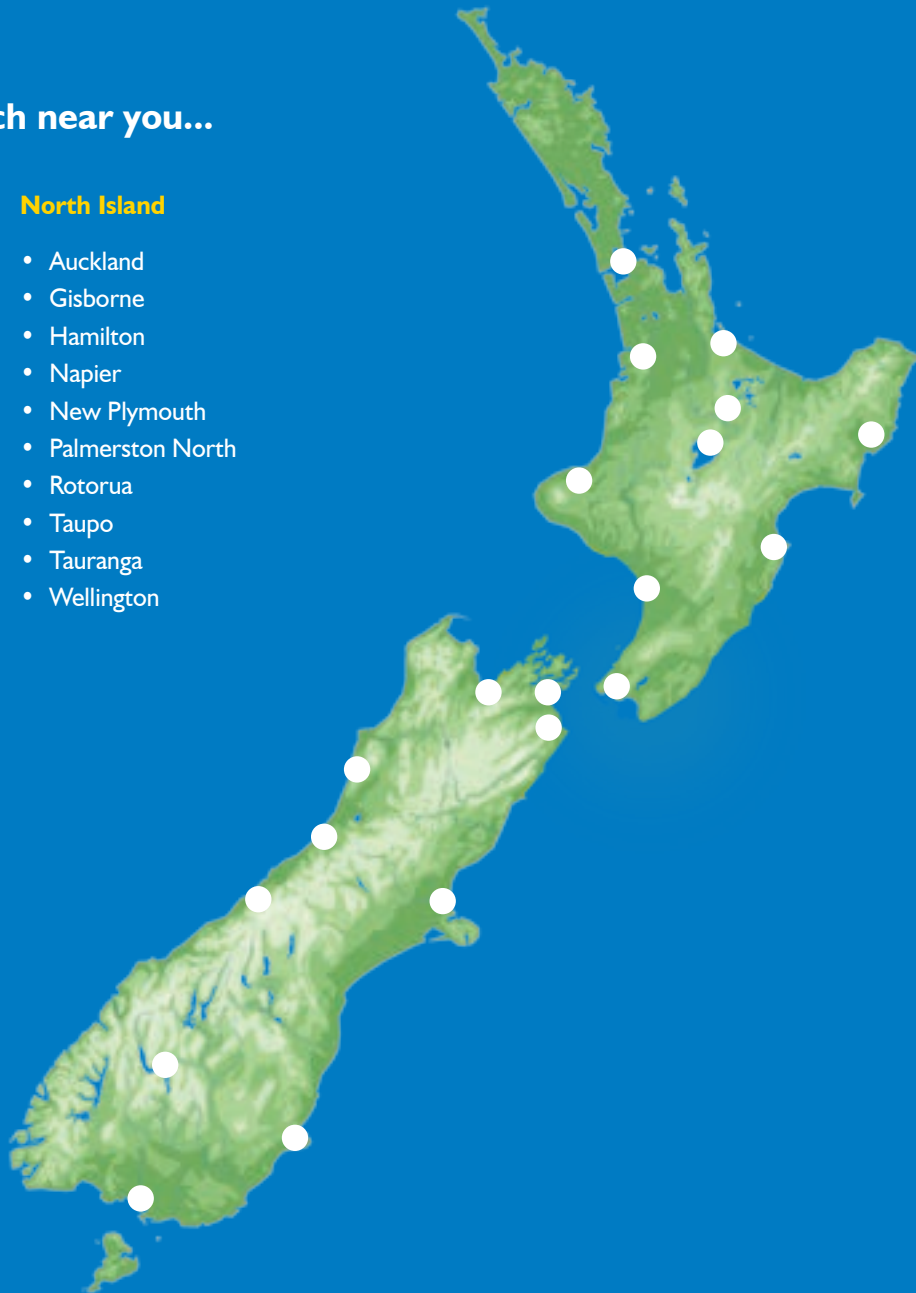 ch near you...
North Island
• Auckland
• Gisborne
• Hamilton
• Napier
• New Plymouth
• Palmerston North
• Rotorua
• Taupo
• Tauranga
• Wellington